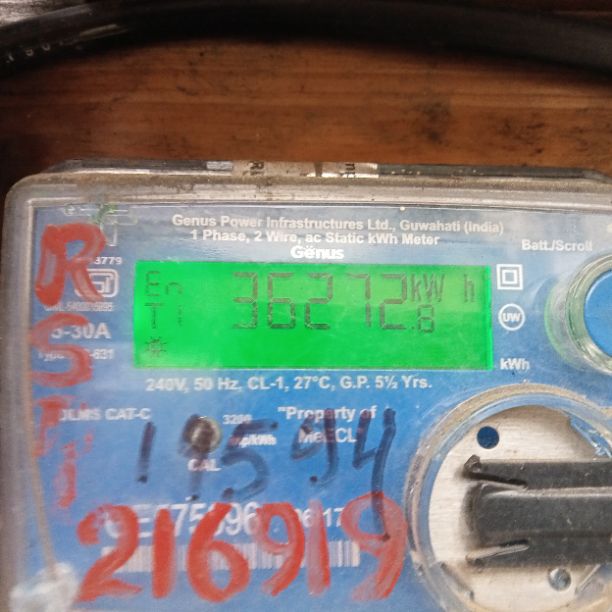 Genus Power Infrastructures Ltd., Guwahati (India)
1 Phase, 2 Wire, ac Static kWh Meter
Batt./Scroll
Genus
En 36272.8 kW h
T1
UW
5-30A
kWh
240V, 50 Hz, CL-1, 27°C, G.P. 5½ Yrs.
DLMS CAT-C
3200
imp/kWh
"Property of
MeECL"
CAL
19594
216919